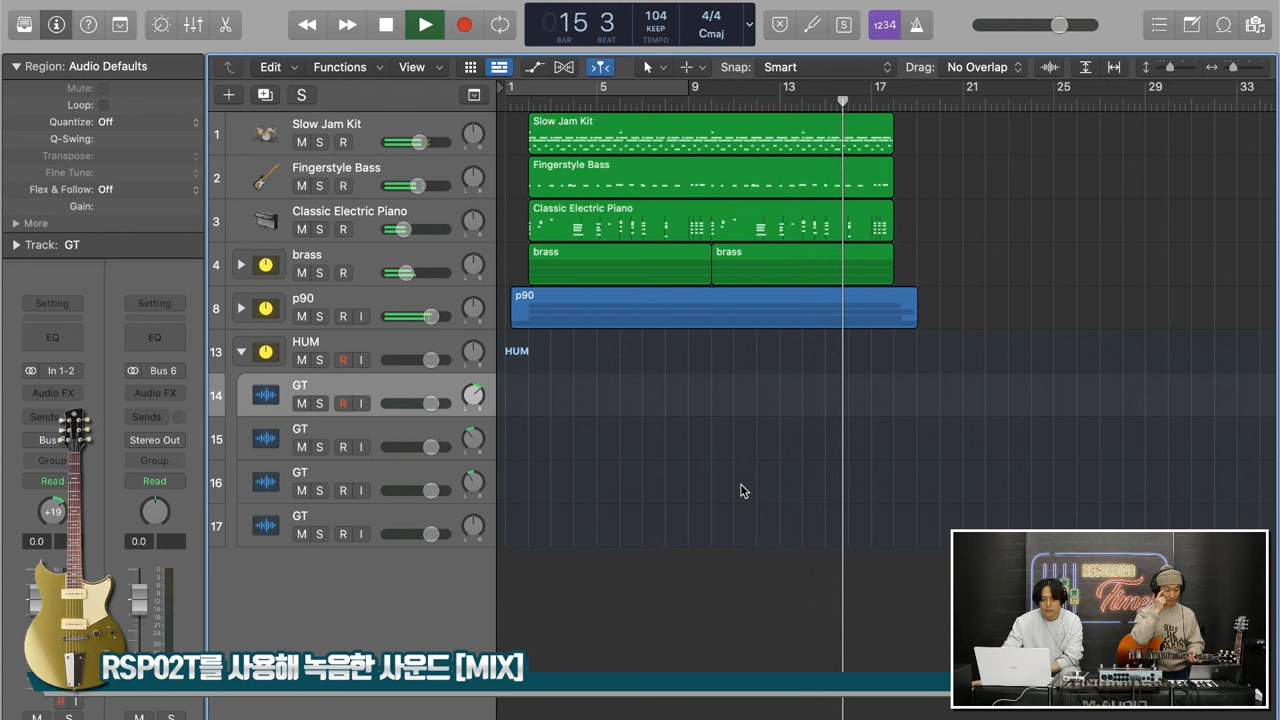 15 3
BAR BEAT
104
TEMPO
4/4
Cmaj
1234
Region: Audio Defaults
Mute:
Loop:
Quantize: Off
Q-Swing:
Transpose:
Fine Tune:
Flex & Follow: Off
Gain:
More
Track: GT
Setting Setting
EQ EQ
In 1-2 Bus 6
Audio FX Audio FX
Sends Sends
Bus Stereo Out
Group Group
Read Read
+19
0.0 0.0
Edit Functions View Snap: Smart Drag: No Overlap
S
1 5 9 13 17 21 25 29 33
1 Slow Jam Kit
M S R
2 Fingerstyle Bass
M S R
3 Classic Electric Piano
M S R
4 brass
M S R
8 p90
M S R I
13 HUM
M S R I
14 GT
M S R I
15 GT
M S R I
16 GT
M S R I
17 GT
M S R I
Slow Jam Kit
Fingerstyle Bass
Classic Electric Piano
brass brass
p90
HUM
RECORDING
Time
M-AUDIO
RSP02T를 사용해 녹음한 사운드 [MIX]
R I
M S M S